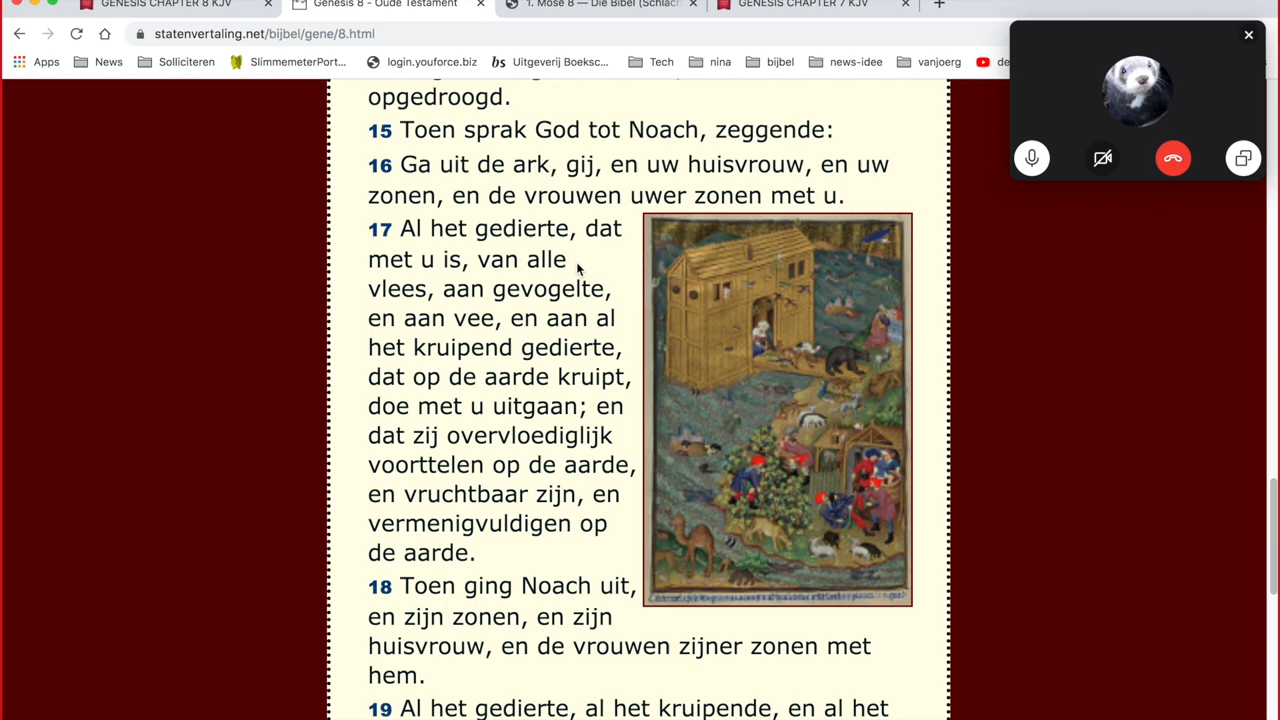 GENESIS CHAPTER 8 KJV
Genesis 8 - Oude Testament
1. Mose 8 — Die Bibel (Schlach
GENESIS CHAPTER 7 KJV
statenvertaling.net/bijbel/gene/8.html
Apps News Solliciteren SlimmemeterPort... login.youforce.biz bs Uitgeverij Boeksc... Tech nina bijbel news-idee vanjoerg de
opgedroogd.
15 Toen sprak God tot Noach, zeggende:
16 Ga uit de ark, gij, en uw huisvrouw, en uw
zonen, en de vrouwen uwer zonen met u.
17 Al het gedierte, dat
met u is, van alle
vlees, aan gevogelte,
en aan vee, en aan al
het kruipend gedierte,
dat op de aarde kruipt,
doe met u uitgaan; en
dat zij overvloediglijk
voorttelen op de aarde,
en vruchtbaar zijn, en
vermenigvuldigen op
de aarde.
18 Toen ging Noach uit,
en zijn zonen, en zijn
huisvrouw, en de vrouwen zijner zonen met
hem.
19 Al het gedierte, al het kruipende, en al het